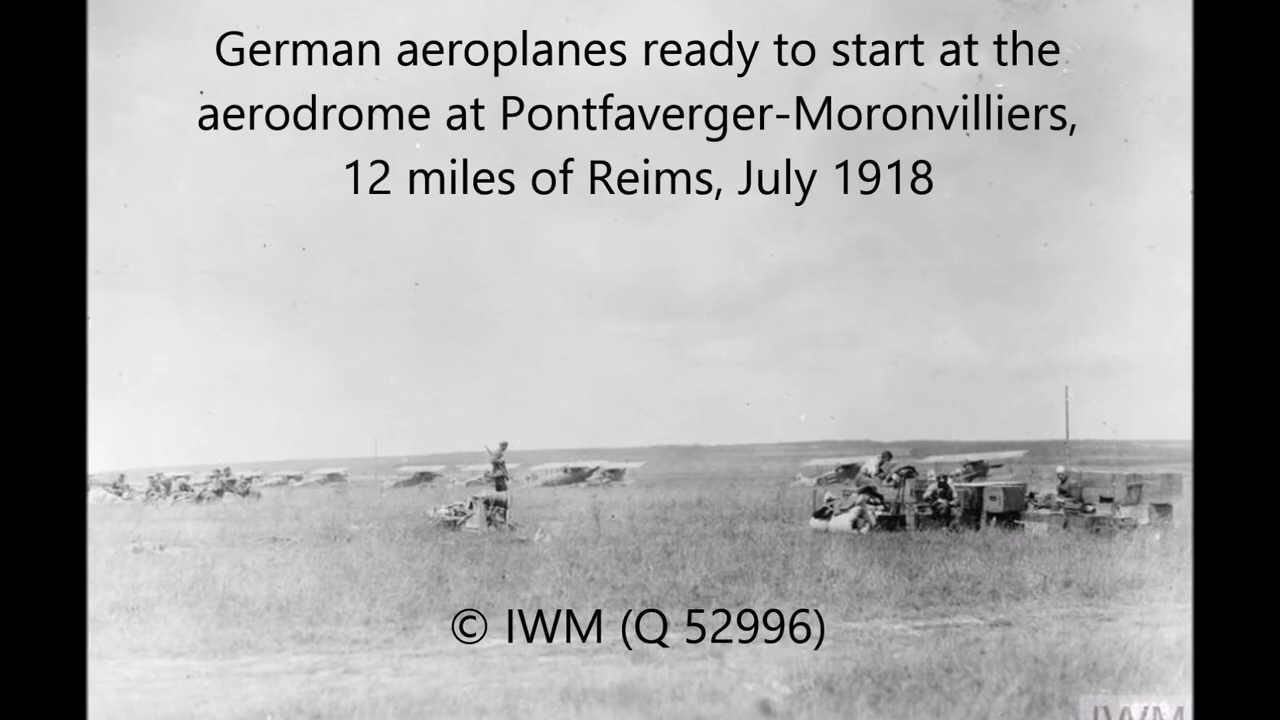 German aeroplanes ready to start at the
aerodrome at Pontfaverger-Moronvilliers,
12 miles of Reims, July 1918
© IWM (Q 52996)
IWM